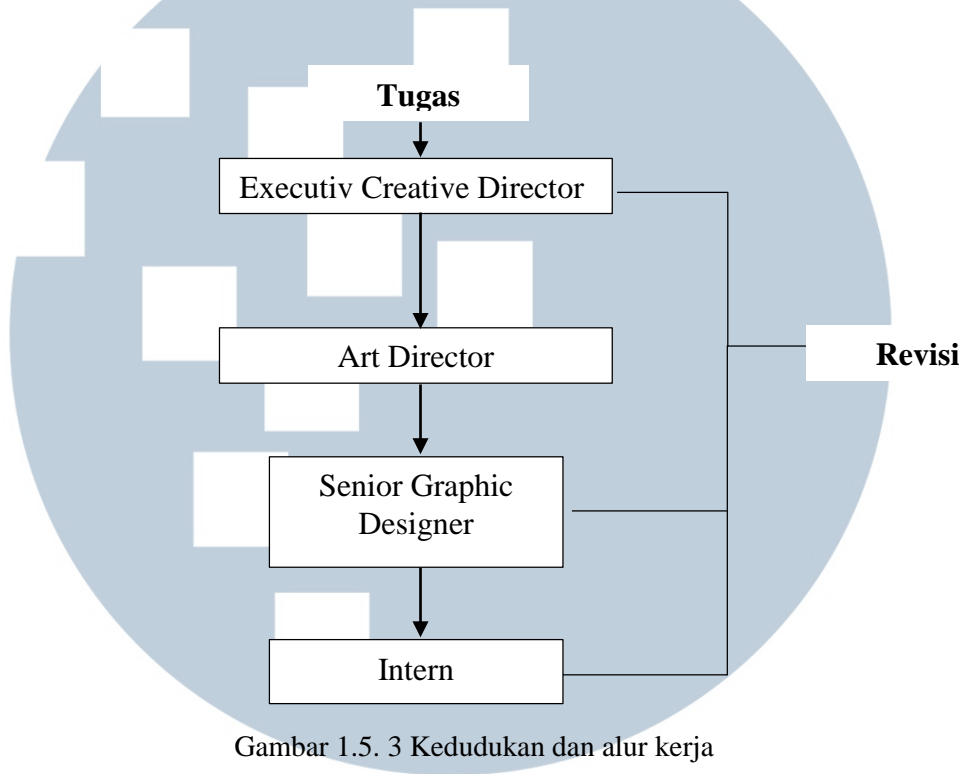 Tugas
Executiv Creative Director
Art Director
Revisi
Senior Graphic
Designer
Intern
Gambar 1.5. 3 Kedudukan dan alur kerja